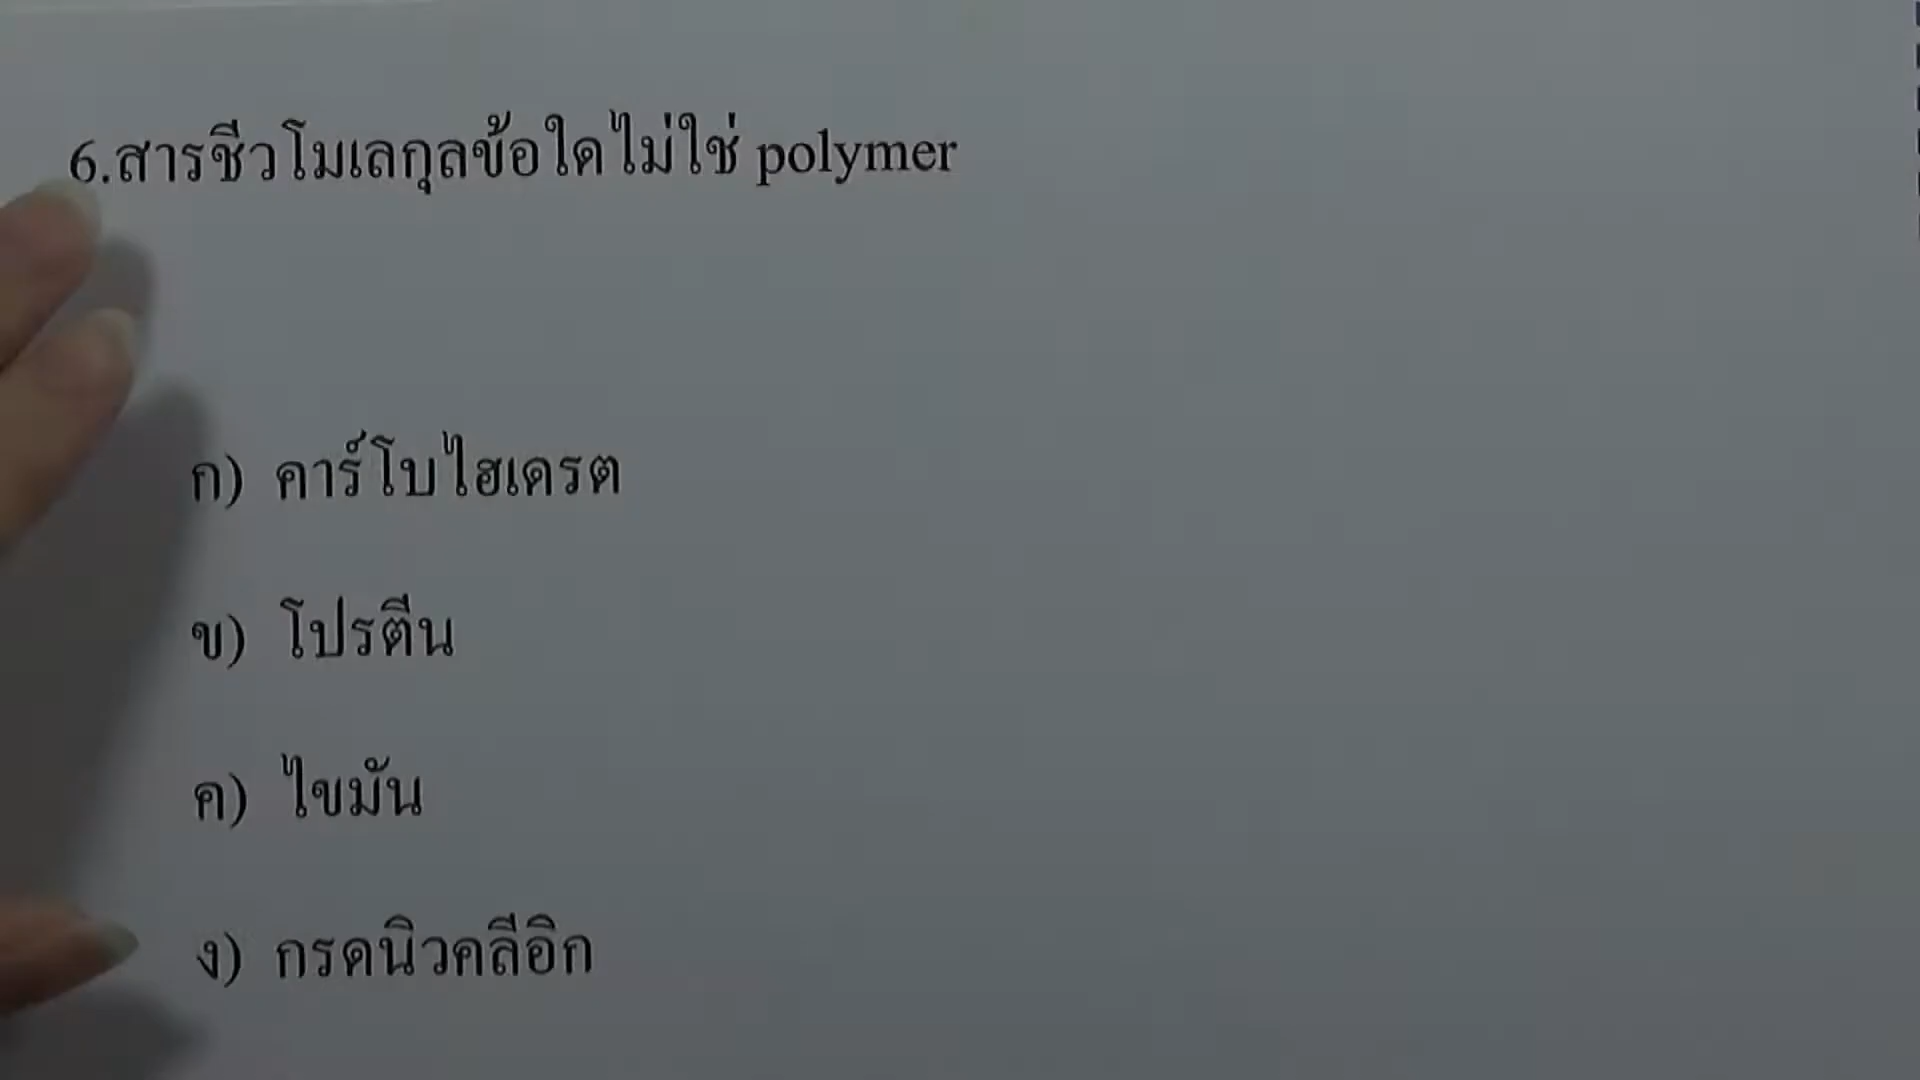 6.สารชีวโมเลกุลข้อใดไม่ใช่ polymer
ก) คาร์โบไฮเดรต
ข) โปรตีน
ค) ไขมัน
ง) กรดนิวคลีอิก